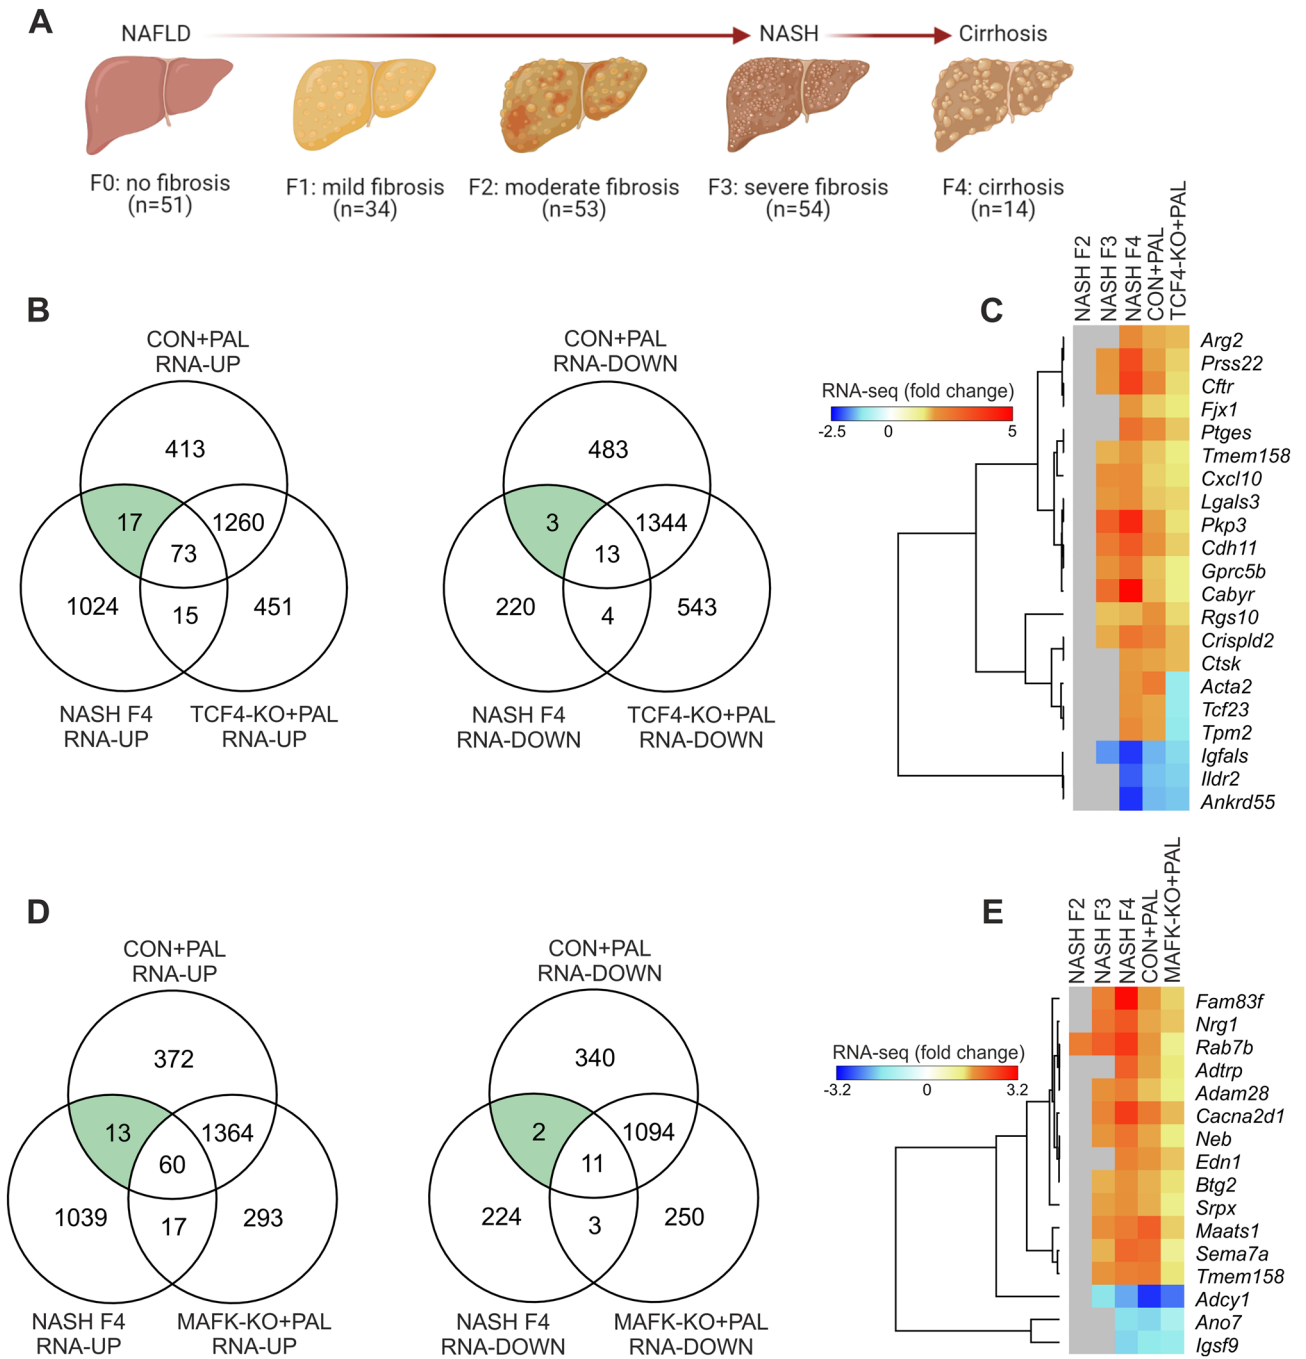 A
NAFLD
NASH
Cirrhosis
F0: no fibrosis
(n=51)
F1: mild fibrosis
(n=34)
F2: moderate fibrosis
(n=53)
F3: severe fibrosis
(n=54)
F4: cirrhosis
(n=14)
B
CON+PAL
RNA-UP
413
17
1260
73
1024
15
451
NASH F4
RNA-UP
TCF4-KO+PAL
RNA-UP
CON+PAL
RNA-DOWN
483
3
1344
13
220
4
543
NASH F4
RNA-DOWN
TCF4-KO+PAL
RNA-DOWN
C
RNA-seq (fold change)
-2.5
0
5
NASH F2
NASH F3
NASH F4
CON+PAL
TCF4-KO+PAL
Arg2
Prss22
Cftr
Fjx1
Ptges
Tmem158
Cxcl10
Lgals3
Pkp3
Cdh11
Gprc5b
Cabyr
Rgs10
Crispld2
Ctsk
Acta2
Tcf23
Tpm2
Igfals
Ildr2
Ankrd55
D
CON+PAL
RNA-UP
372
13
1364
60
1039
17
293
NASH F4
RNA-UP
MAFK-KO+PAL
RNA-UP
CON+PAL
RNA-DOWN
340
2
1094
11
224
3
250
NASH F4
RNA-DOWN
MAFK-KO+PAL
RNA-DOWN
E
RNA-seq (fold change)
-3.2
0
3.2
NASH F2
NASH F3
NASH F4
CON+PAL
MAFK-KO+PAL
Fam83f
Nrg1
Rab7b
Adtrp
Adam28
Cacna2d1
Neb
Edn1
Btg2
Srpx
Maats1
Sema7a
Tmem158
Adcy1
Ano7
Igsf9